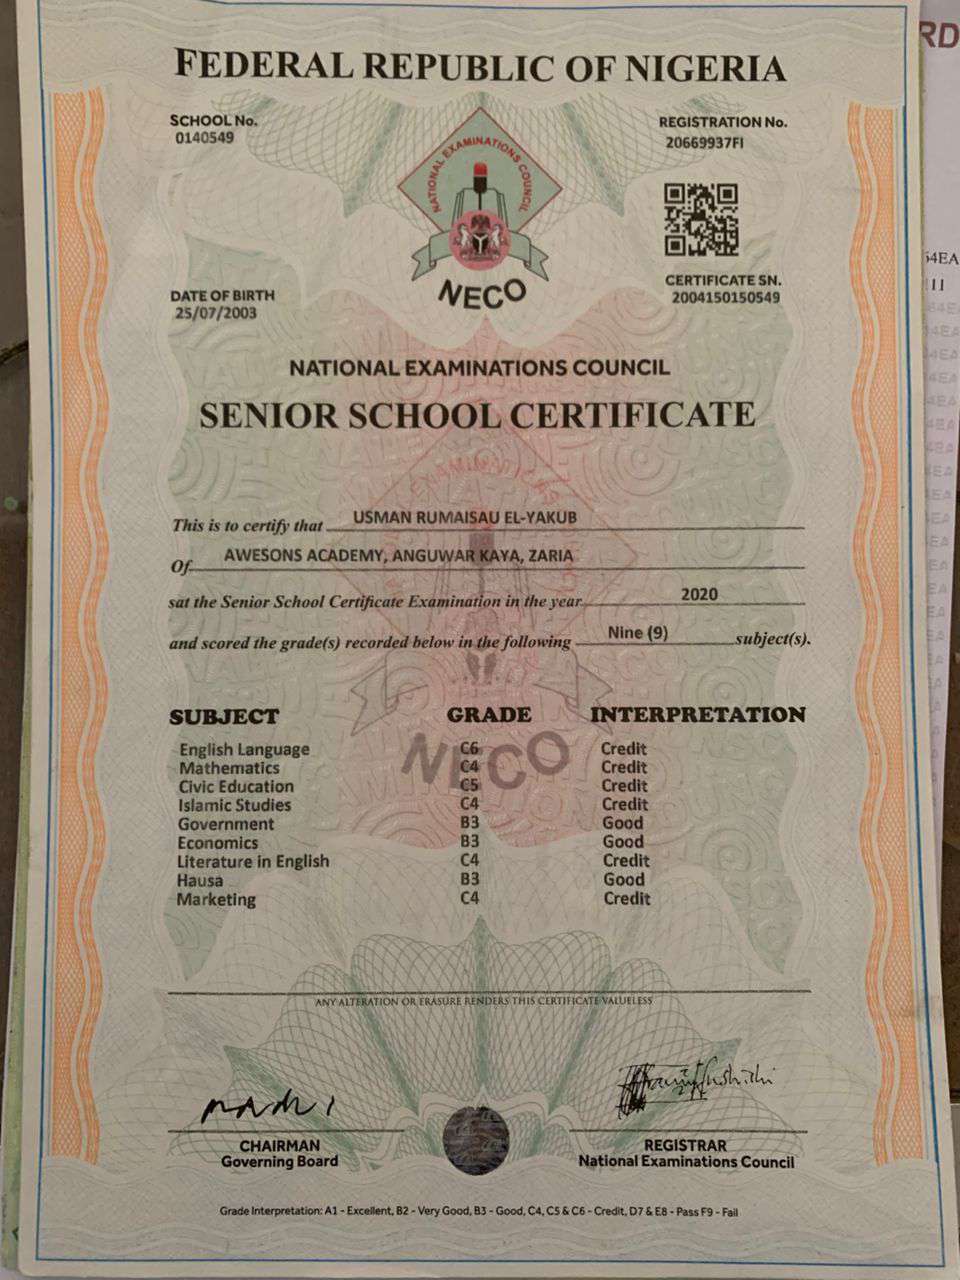 FEDERAL REPUBLIC OF NIGERIA
SCHOOL No.
0140549
REGISTRATION No.
20669937FI
NATIONAL EXAMINATIONS COUNCIL
NECO
DATE OF BIRTH
25/07/2003
CERTIFICATE SN.
2004150150549
NATIONAL EXAMINATIONS COUNCIL
SENIOR SCHOOL CERTIFICATE
This is to certify that USMAN RUMAISAU EL-YAKUB
Of AWESONS ACADEMY, ANGUWAR KAYA, ZARIA
sat the Senior School Certificate Examination in the year 2020
and scored the grade(s) recorded below in the following Nine (9) subject(s).
SUBJECT GRADE INTERPRETATION
English Language C6 Credit
Mathematics C4 Credit
Civic Education C5 Credit
Islamic Studies C4 Credit
Government B3 Good
Economics B3 Good
Literature in English C4 Credit
Hausa B3 Good
Marketing C4 Credit
NECO
ANY ALTERATION OR ERASURE RENDERS THIS CERTIFICATE VALUELESS
CHAIRMAN
Governing Board
REGISTRAR
National Examinations Council
Grade Interpretation: A1 - Excellent, B2 - Very Good, B3 - Good, C4, C5 & C6 - Credit, D7 & E8 - Pass F9 - Fail